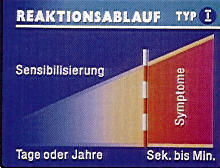 REAKTIONSABLAUF TYP I
Sensibilisierung
Symptome
Tage oder Jahre
Sek. bis Min.